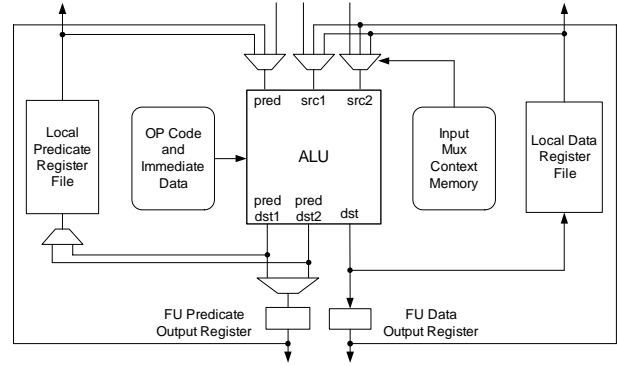 pred src1 src2
Local
Predicate
Register
File
OP Code
and
Immediate
Data
ALU
Input
Mux
Context
Memory
Local Data
Register
File
pred pred
dst1 dst2 dst
FU Predicate
Output Register
FU Data
Output Register